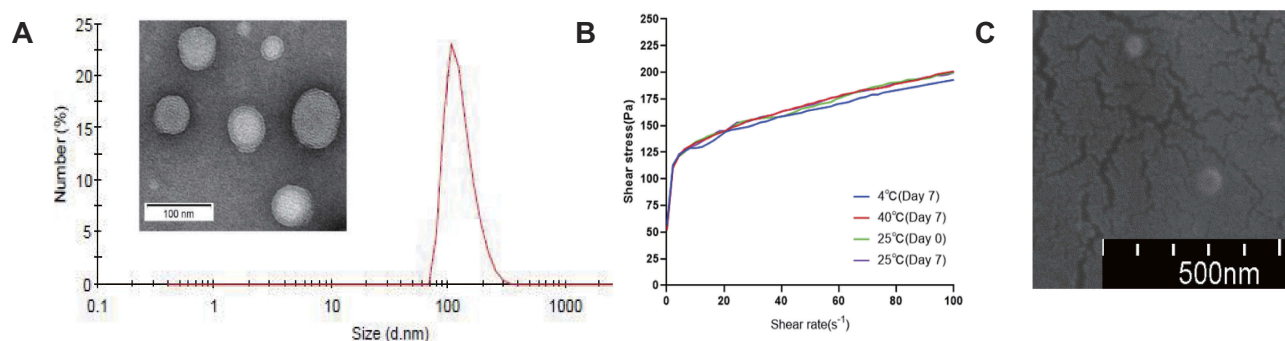 A
Number (%)
25
20
15
10
5
0
100 nm
0.1
1
10
100
1000
Size (d.nm)
B
Shear stress(Pa)
250
225
200
175
150
125
100
75
50
25
0
4°C(Day 7)
40°C(Day 7)
25°C(Day 0)
25°C(Day 7)
0
20
40
60
80
100
Shear rate(s⁻¹)
C
500nm